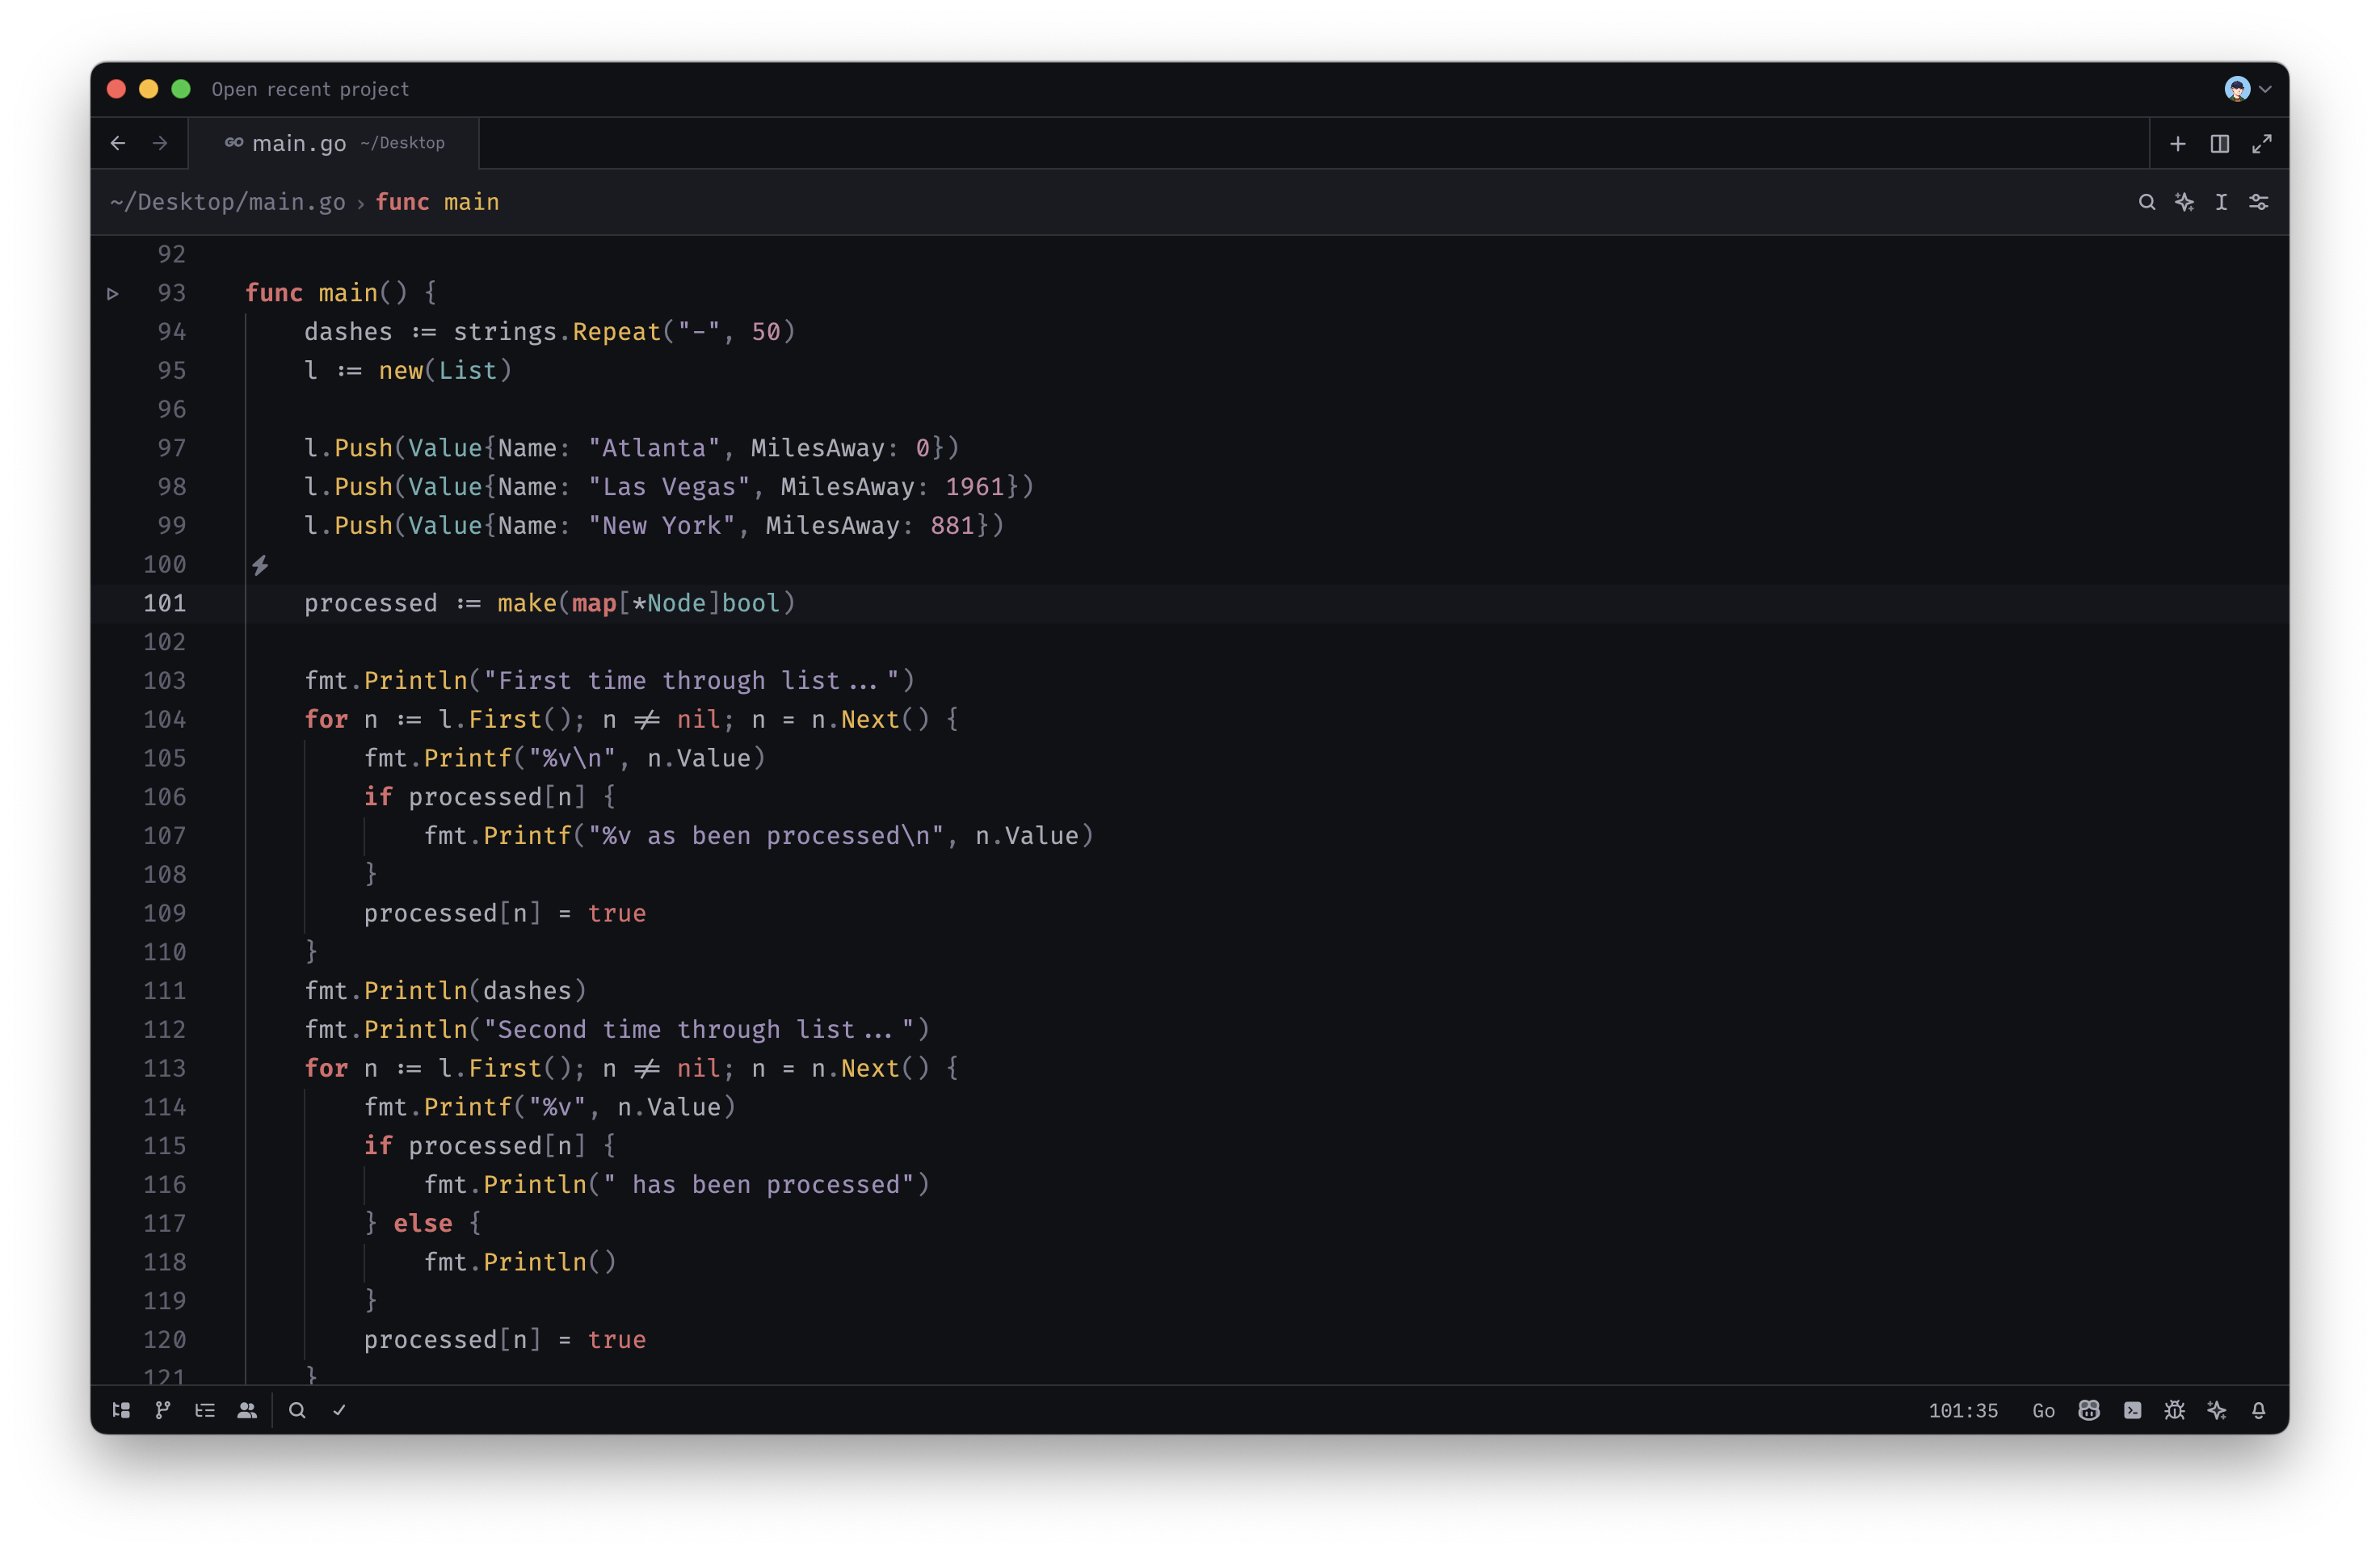 Open recent project
GO main.go ~/Desktop
~/Desktop/main.go › func main
92
93 func main() {
94     dashes := strings.Repeat("-", 50)
95     l := new(List)
96
97     l.Push(Value{Name: "Atlanta", MilesAway: 0})
98     l.Push(Value{Name: "Las Vegas", MilesAway: 1961})
99     l.Push(Value{Name: "New York", MilesAway: 881})
100
101     processed := make(map[*Node]bool)
102
103     fmt.Println("First time through list...")
104     for n := l.First(); n != nil; n = n.Next() {
105         fmt.Printf("%v\n", n.Value)
106         if processed[n] {
107             fmt.Printf("%v as been processed\n", n.Value)
108         }
109         processed[n] = true
110     }
111     fmt.Println(dashes)
112     fmt.Println("Second time through list...")
113     for n := l.First(); n != nil; n = n.Next() {
114         fmt.Printf("%v", n.Value)
115         if processed[n] {
116             fmt.Println(" has been processed")
117         } else {
118             fmt.Println()
119         }
120         processed[n] = true
121     }
101:35 Go